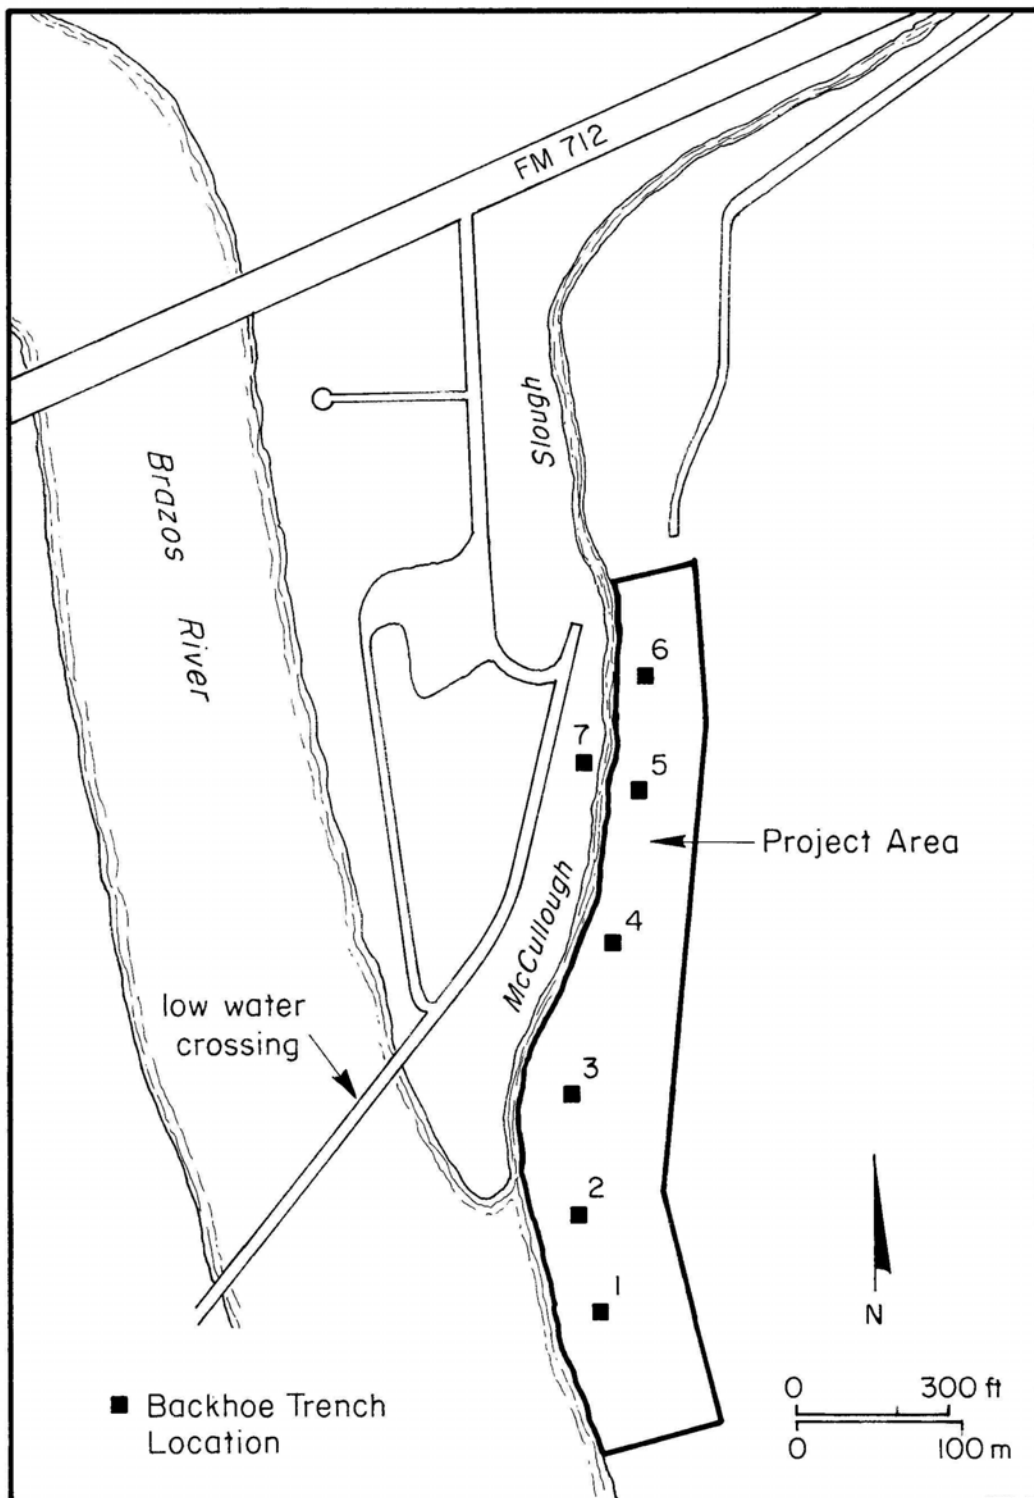 FM 712
Slough
Brazos
River
6
7
5
Project Area
4
McCullough
low water
crossing
3
2
1
N
Backhoe Trench
Location
0 300 ft
0 100 m